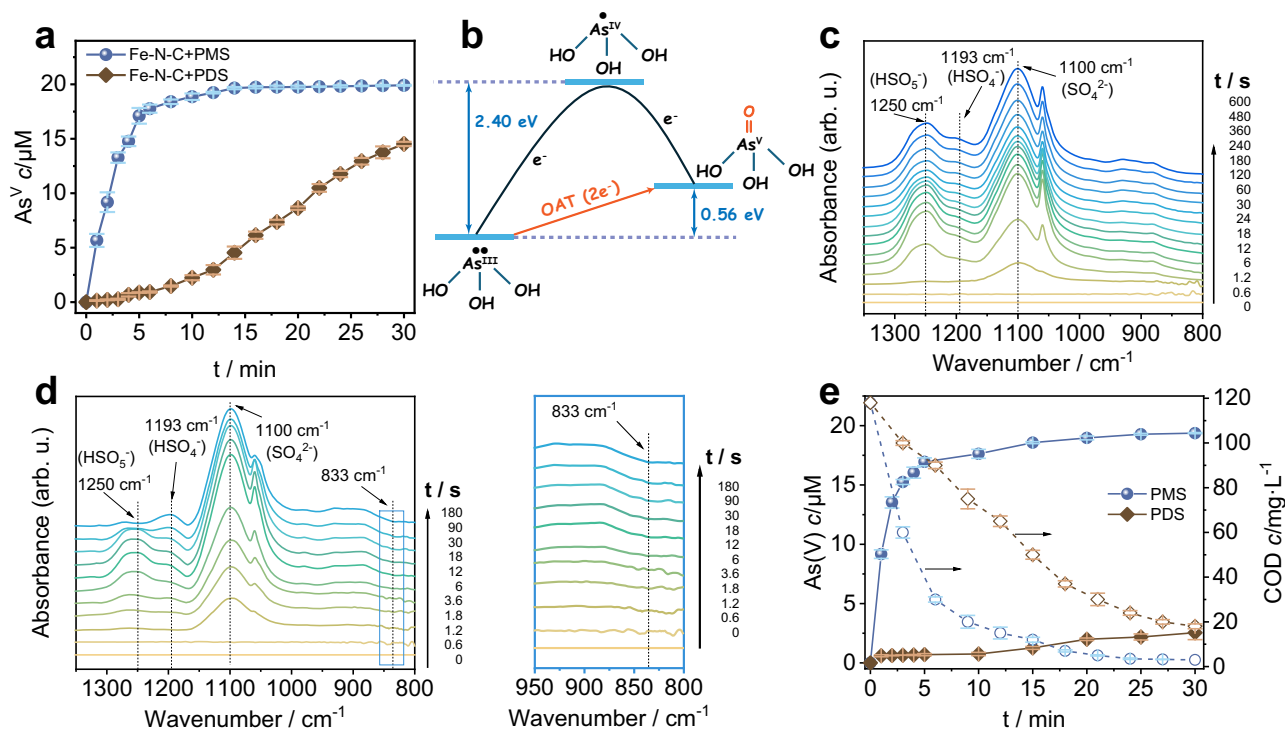 a
Fe-N-C+PMS
Fe-N-C+PDS
As^V c/μM
20
15
10
5
0
0 5 10 15 20 25 30
t / min
b
As^IV
HO OH
OH
2.40 eV
e-
e-
O
As^V
HO OH
OH
OAT (2e-)
0.56 eV
As^III
HO OH
OH
c
1193 cm-1
(HSO4-)
1100 cm-1
(SO4^2-)
(HSO5-)
1250 cm-1
t / s
600
480
360
240
180
120
60
30
24
18
12
6
1.2
0.6
0
Absorbance (arb. u.)
1300 1200 1100 1000 900 800
Wavenumber / cm-1
d
1193 cm-1
(HSO4-)
1100 cm-1
(SO4^2-)
(HSO5-)
1250 cm-1
833 cm-1
t / s
180
90
30
18
12
6
3.6
1.8
1.2
0
Absorbance (arb. u.)
1300 1200 1100 1000 900 800
Wavenumber / cm-1
833 cm-1
t / s
180
90
30
18
12
6
3.6
1.8
1.2
0
950 900 850 800
Wavenumber / cm-1
e
PMS
PDS
As(V) c/μM
20
15
10
5
0
0 5 10 15 20 25 30
t / min
120
100
80
60
40
30
20
10
0
COD c/mg·L-1